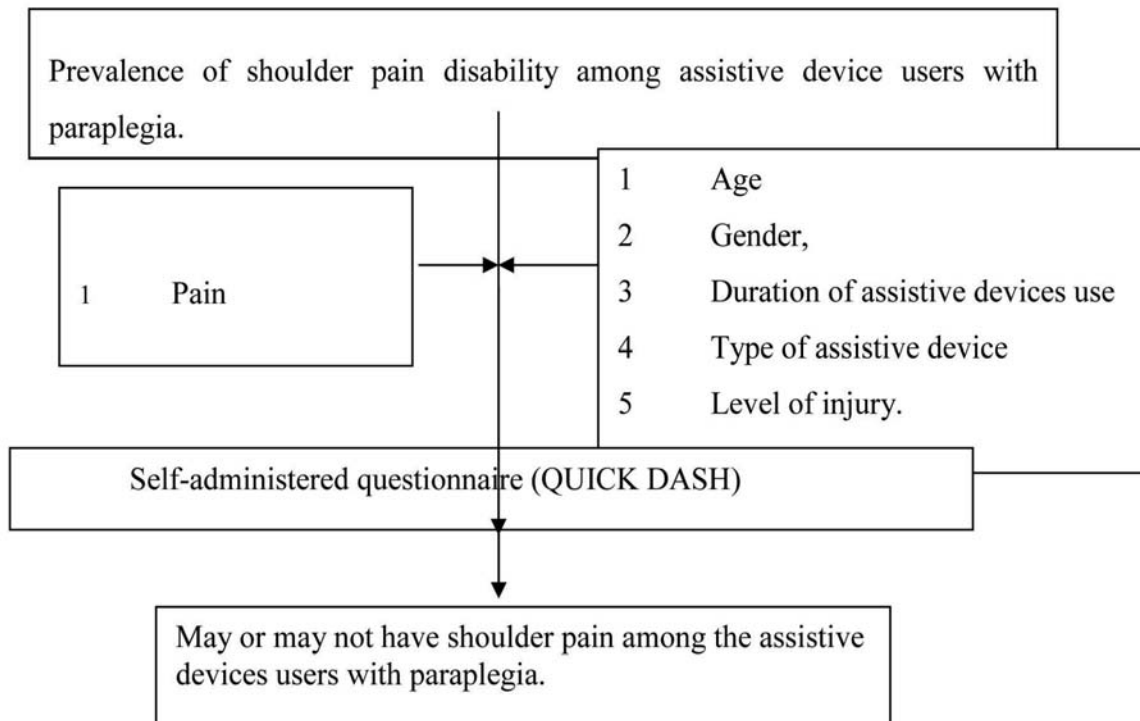 Prevalence of shoulder pain disability among assistive device users with
paraplegia.
1 Pain
1 Age
2 Gender,
3 Duration of assistive devices use
4 Type of assistive device
5 Level of injury.
Self-administered questionnaire (QUICK DASH)
May or may not have shoulder pain among the assistive
devices users with paraplegia.